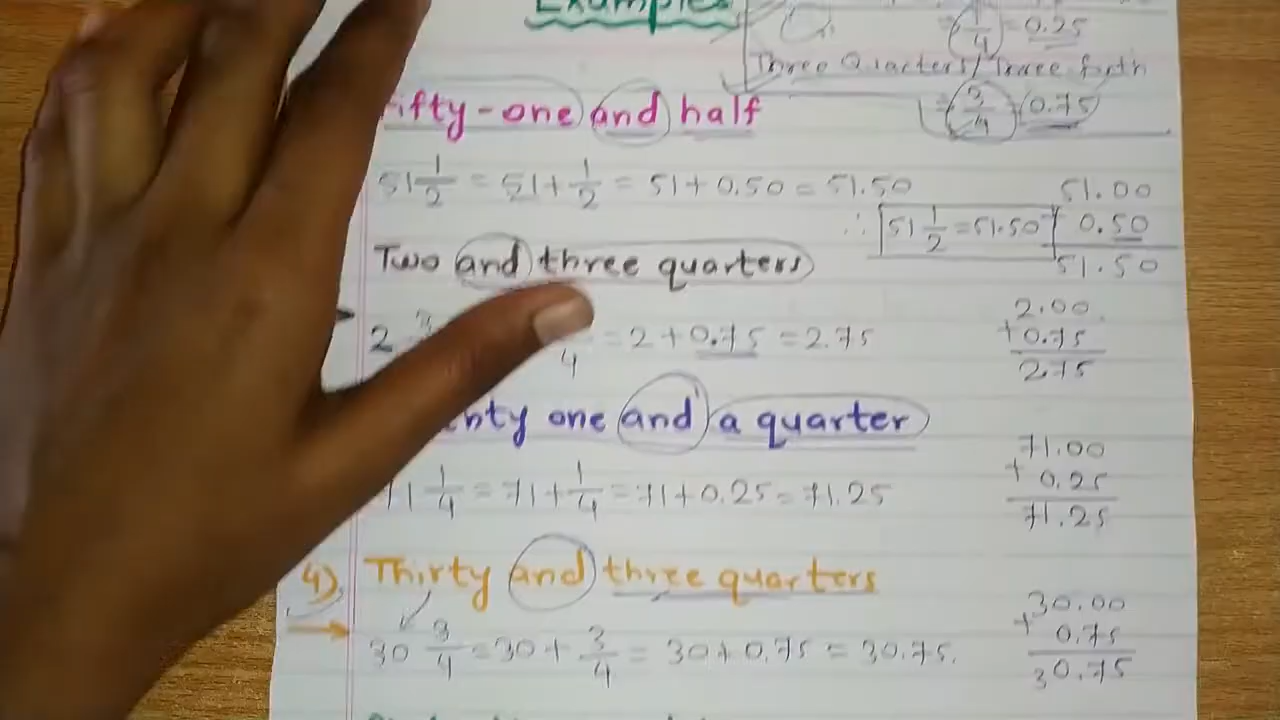 Examples
1/4 = 0.25
Three Quarters/
= 3/4 = 0.75
Fifty-one and half
51 1/2 = 51 + 1/2 = 51 + 0.50 = 51.50
51.00
0.50
51.50
∴ 51 1/2 = 51.50
Two and three quarters
2 3 4 = 2 + 0.75 = 2.75
2.00
+ 0.75
2.75
one and a quarter
71 1/4 = 71 + 1/4 = 71 + 0.25 = 71.25
71.00
+ 0.25
71.25
4) Thirty and three quarters
30 3/4 = 30 + 3/4 = 30 + 0.75 = 30.75.
30.00
+ 0.75
30.75